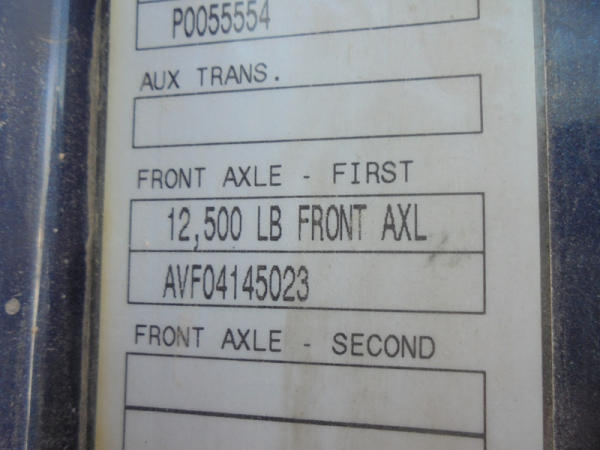 P0055554
AUX TRANS.
FRONT AXLE - FIRST
12,500 LB FRONT AXL
AVF04145023
FRONT AXLE - SECOND